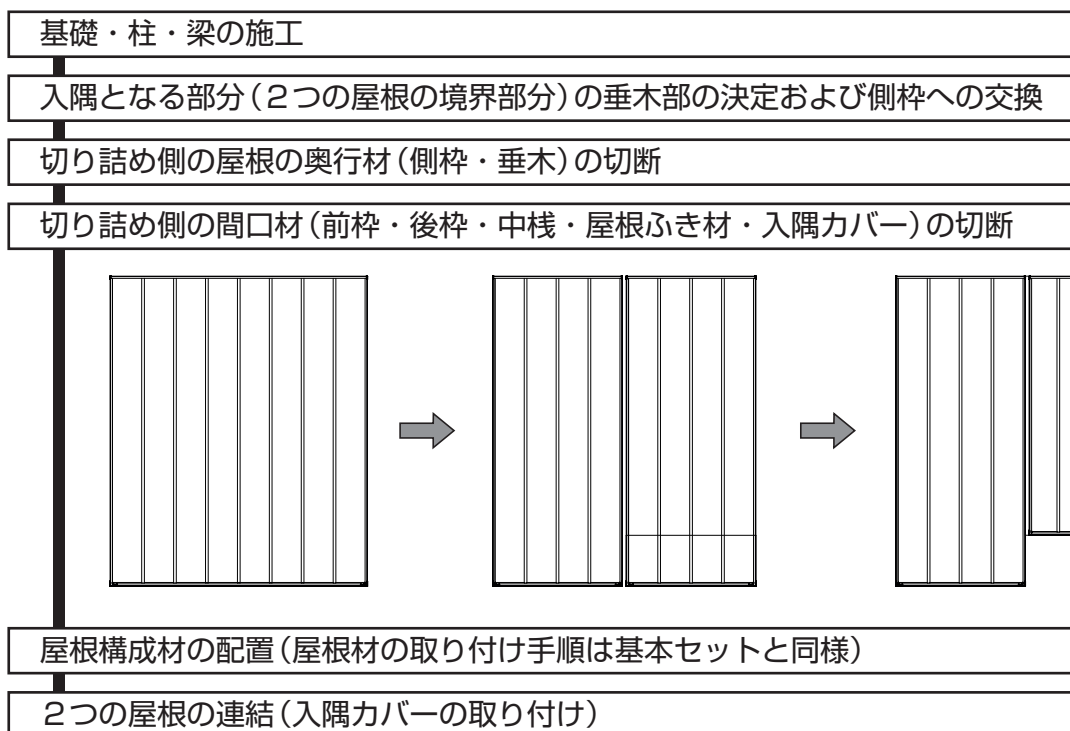 基礎・柱・梁の施工
入隅となる部分(2つの屋根の境界部分)の垂木部の決定および側枠への交換
切り詰め側の屋根の奥行材(側枠・垂木)の切断
切り詰め側の間口材(前枠・後枠・中桟・屋根ふき材・入隅カバー)の切断
屋根構成材の配置(屋根材の取り付け手順は基本セットと同様)
2つの屋根の連結(入隅カバーの取り付け)